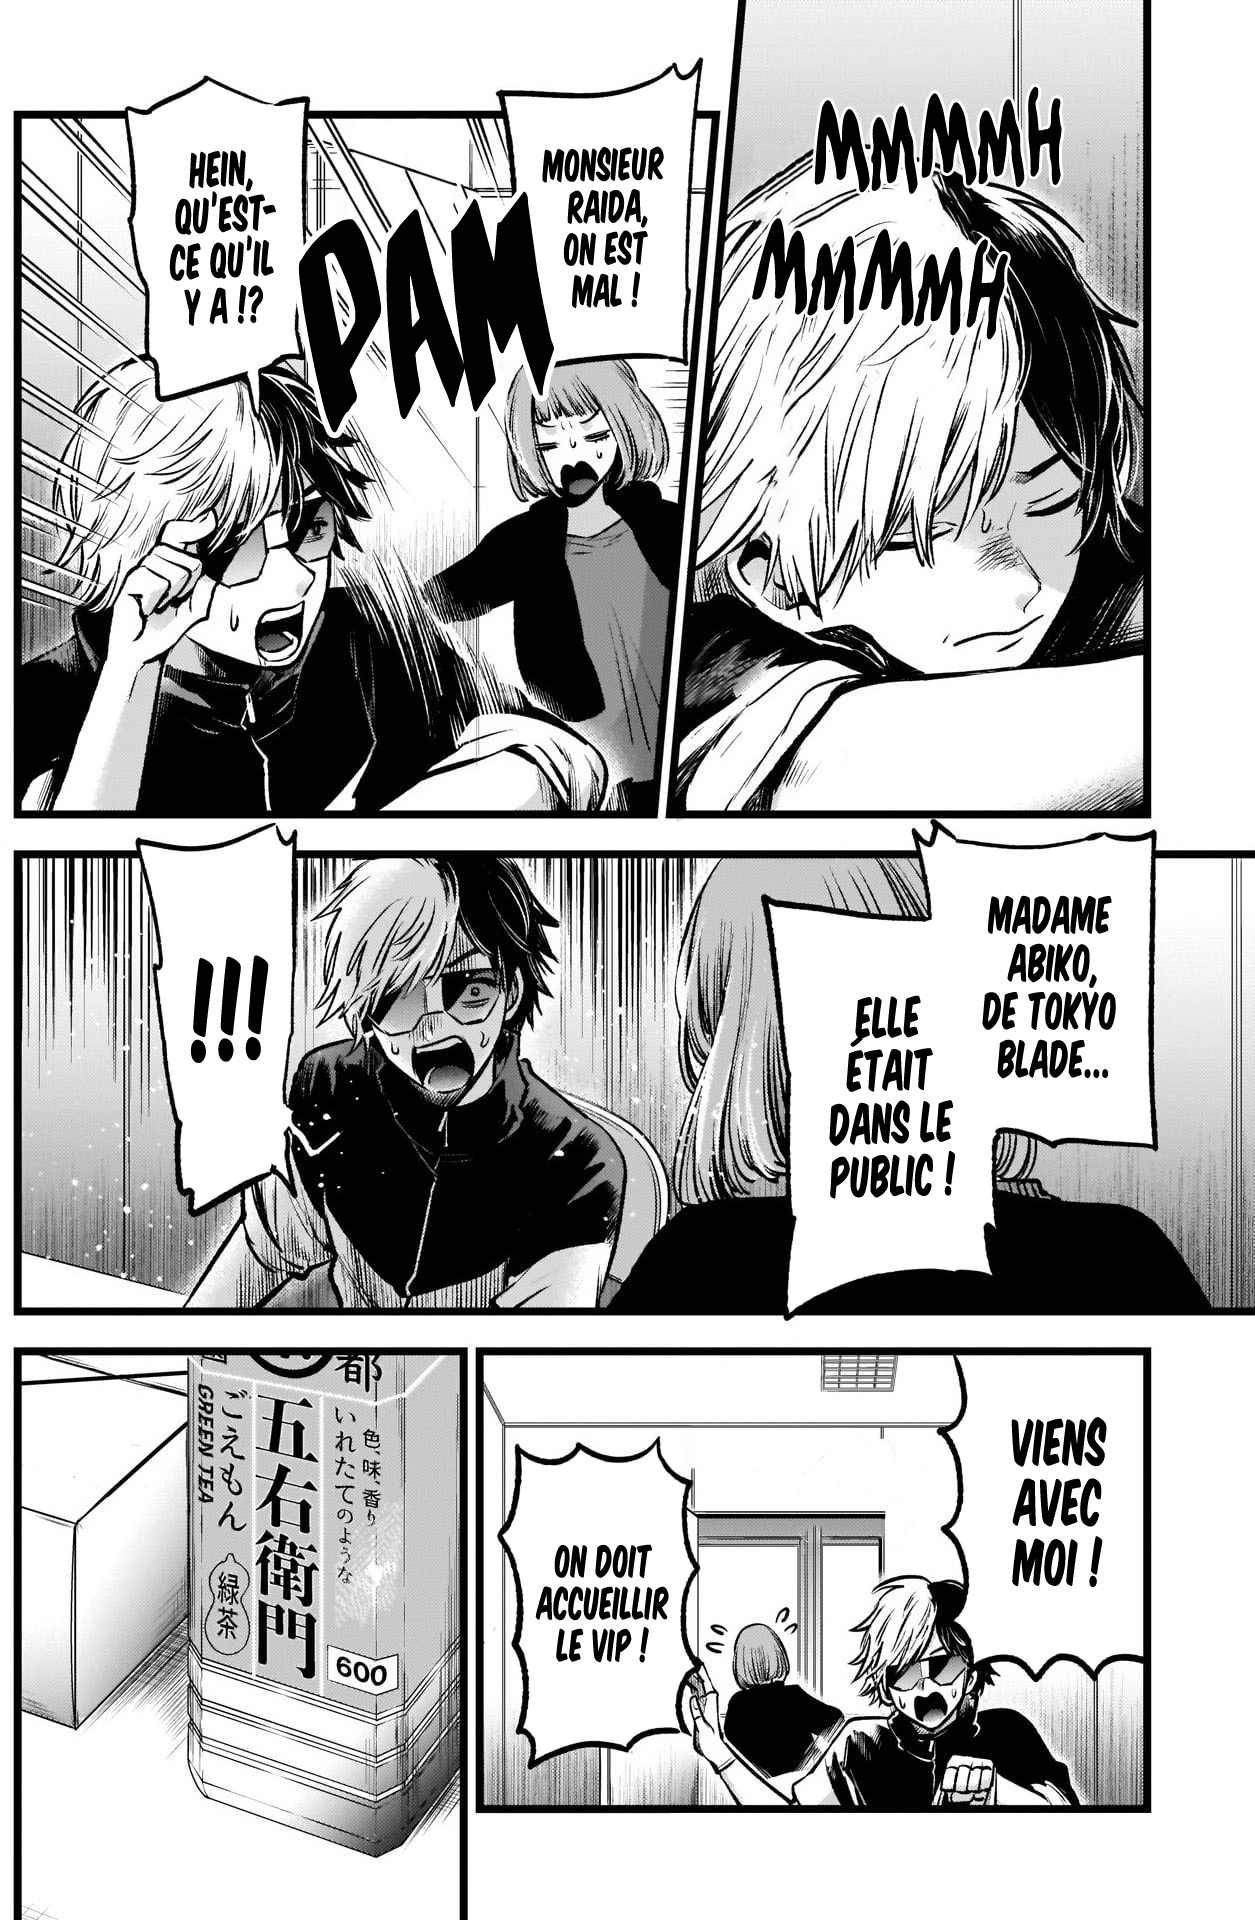 MMMMMH
MMMMMH
MONSIEUR
RAIDA,
ON EST
MAL !
PAM
HEIN,
QU'EST-
CE QU'IL
Y A !?
MADAME
ABIKO,
DE TOKYO
BLADE...
ELLE
ÉTAIT
DANS LE
PUBLIC !
!!!
VIENS
AVEC
MOI !
ON DOIT
ACCUEILLIR
LE VIP !
都
色、味、香り
いれたてのような
五右衛門
ごえもん
GREEN TEA
緑茶
600